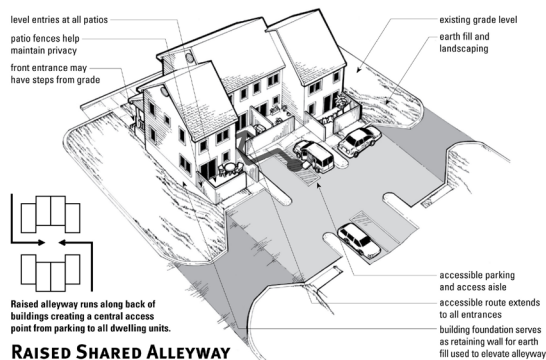 level entries at all patios
patio fences help
maintain privacy
front entrance may
have steps from grade
existing grade level
earth fill and
landscaping
Raised alleyway runs along back of
buildings creating a central access
point from parking to all dwelling units.
RAISED SHARED ALLEYWAY
accessible parking
and access aisle
accessible route extends
to all entrances
building foundation serves
as retaining wall for earth
fill used to elevate alleyway